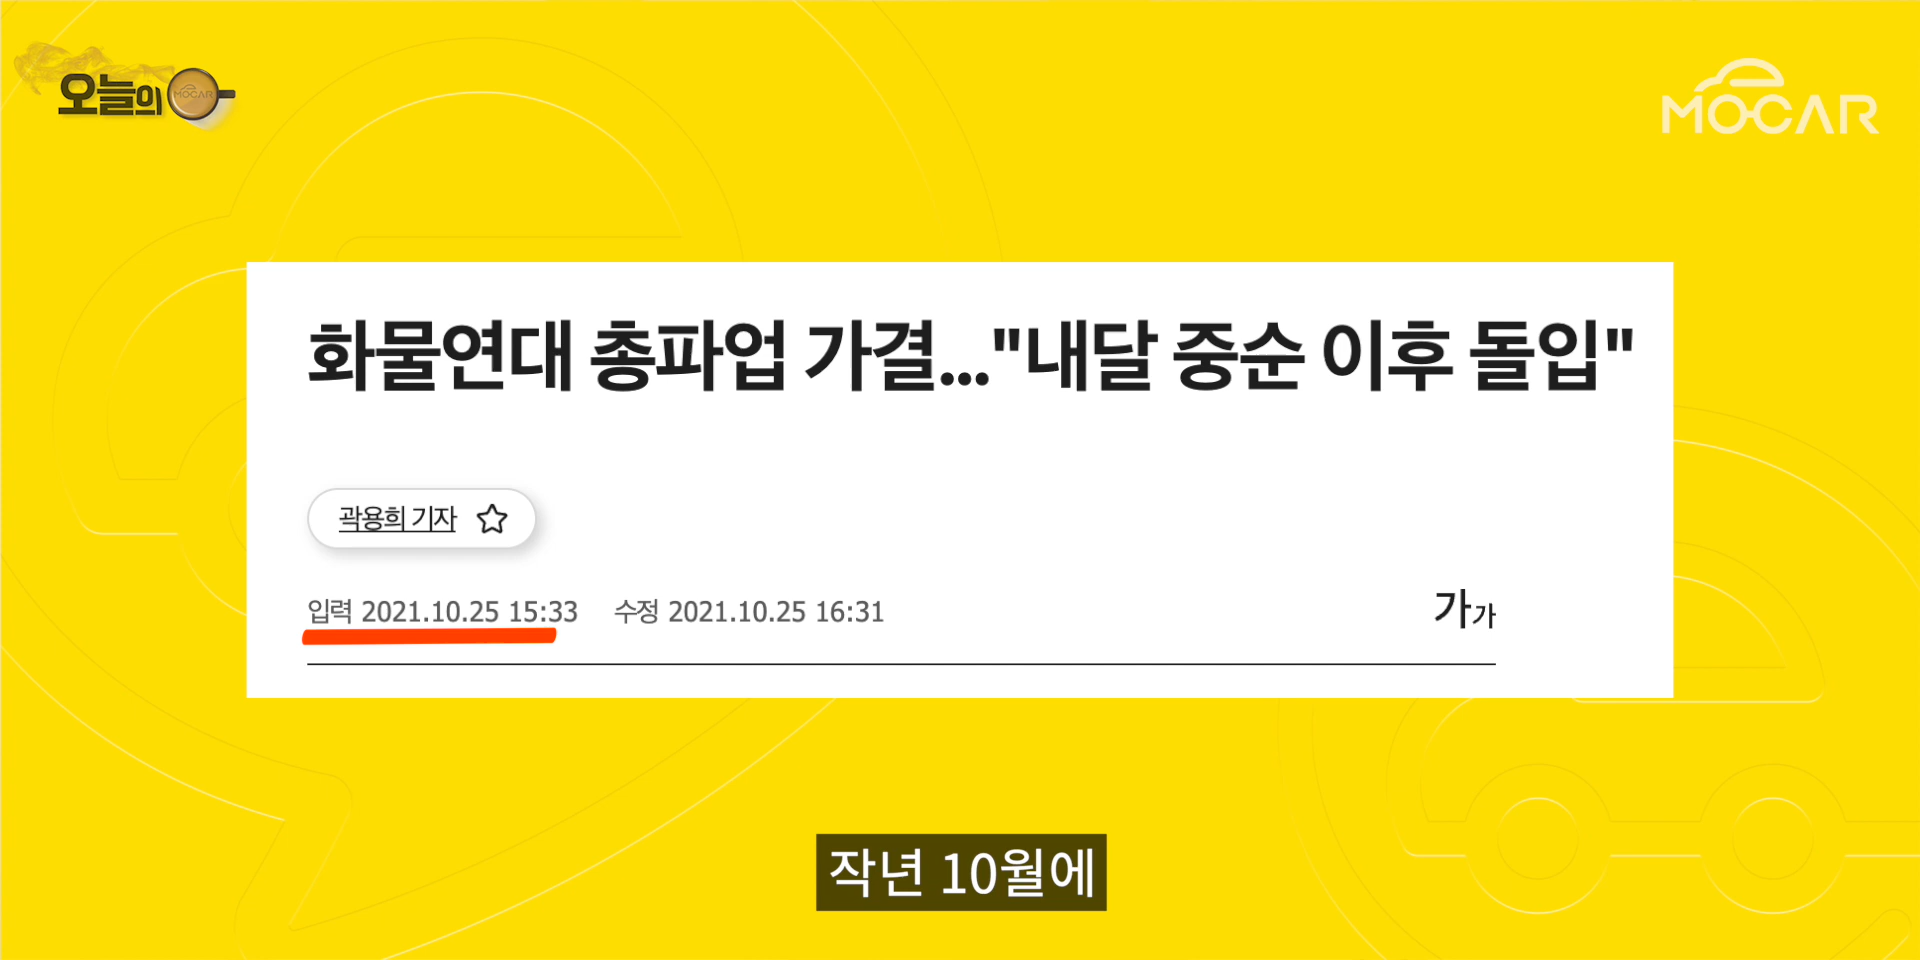 오늘의
MOCAR
MOCAR
화물연대 총파업 가결..."내달 중순 이후 돌입"
곽용희 기자
입력 2021.10.25 15:33 수정 2021.10.25 16:31
가가
작년 10월에